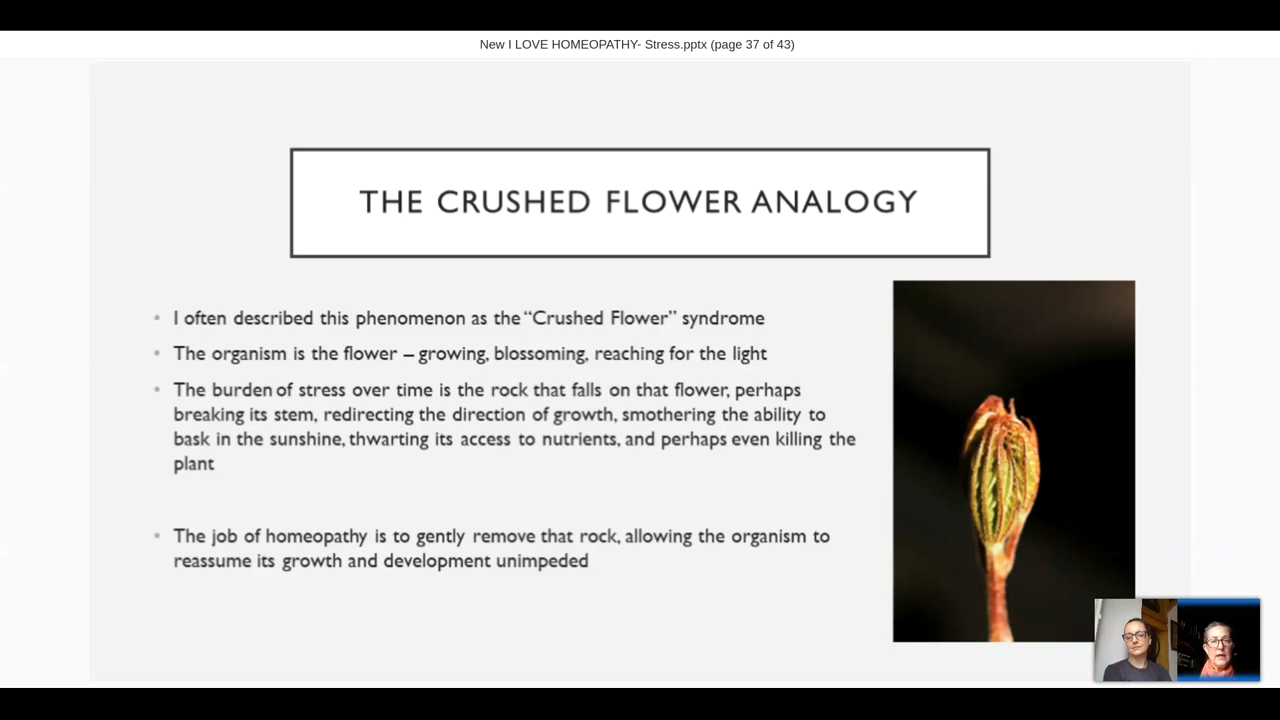 New I LOVE HOMEOPATHY- Stress.pptx (page 37 of 43)
THE CRUSHED FLOWER ANALOGY
• I often described this phenomenon as the “Crushed Flower” syndrome
• The organism is the flower – growing, blossoming, reaching for the light
• The burden of stress over time is the rock that falls on that flower, perhaps
breaking its stem, redirecting the direction of growth, smothering the ability to
bask in the sunshine, thwarting its access to nutrients, and perhaps even killing the
plant
• The job of homeopathy is to gently remove that rock, allowing the organism to
reassume its growth and development unimpeded